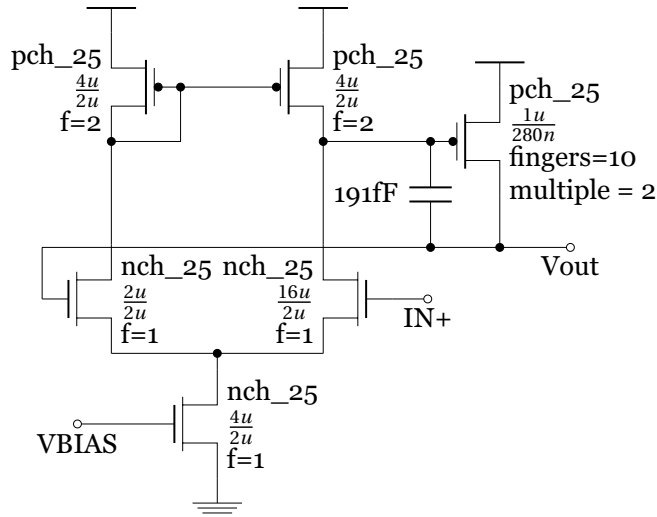 pch_25
4u
2u
f=2
pch_25
4u
2u
f=2
pch_25
1u
280n
fingers=10
multiple = 2
191fF
Vout
nch_25
2u
2u
f=1
nch_25
16u
2u
f=1
IN+
nch_25
4u
2u
f=1
VBIAS